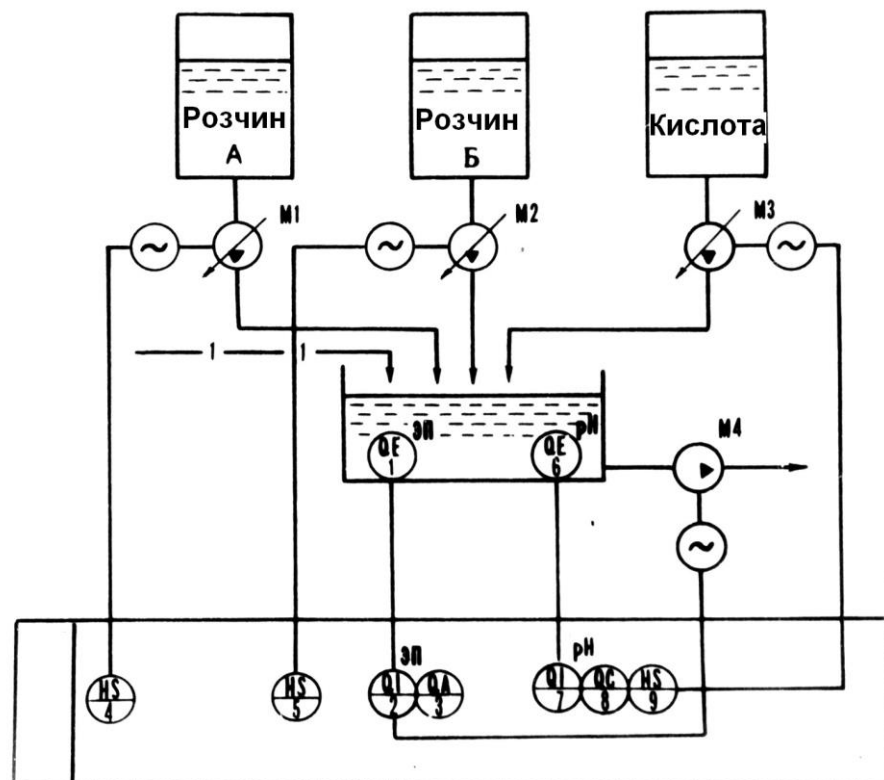 Розчин
А
Розчин
Б
Кислота
М1
М2
М3
1
1
ЭП
QE
1
рН
QE
6
М4
ЭП
рН
HS
4
HS
5
QI
2
QA
3
QI
7
QC
8
HS
9